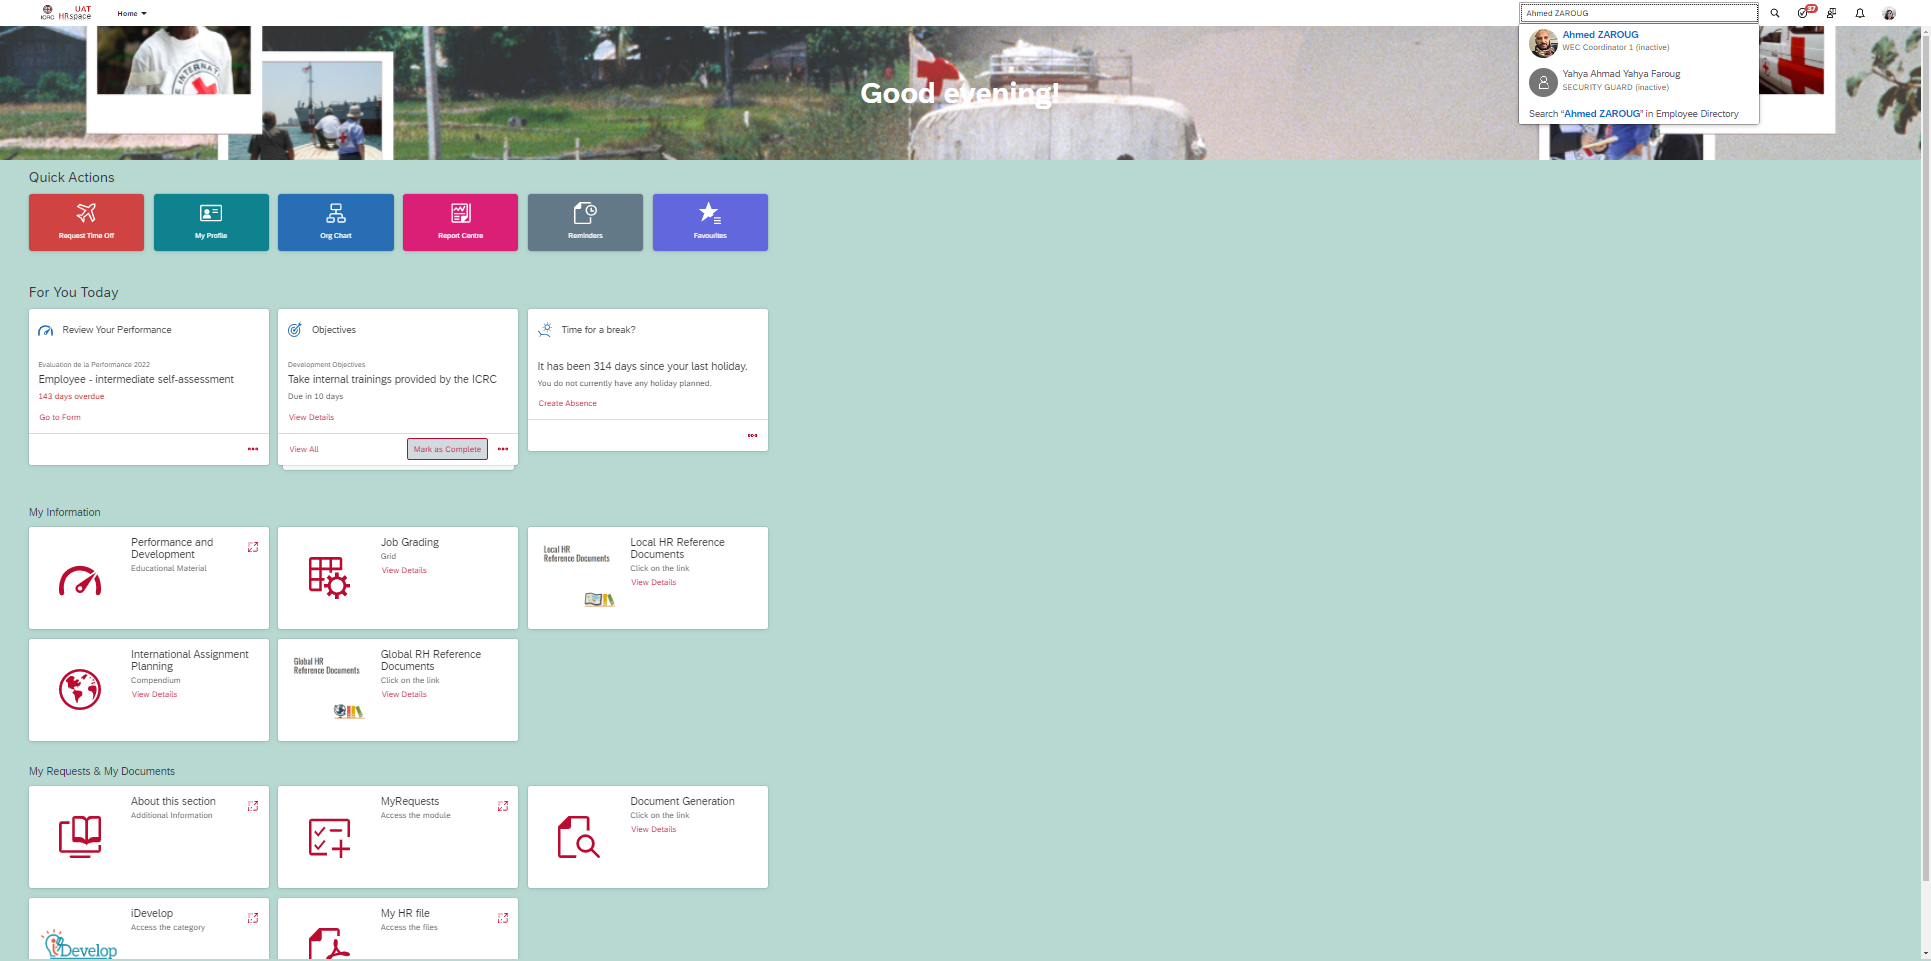 UAT
ICRC HRspace
Home
Ahmed ZAROUG
37
Ahmed ZAROUG
WEC Coordinator 1 (inactive)
Yahya Ahmad Yahya Faroug
SECURITY GUARD (inactive)
Search “Ahmed ZAROUG” in Employee Directory
INTERNAT
Good evening!
Quick Actions
Request Time Off
My Profile
Org Chart
Report Centre
Reminders
Favourites
For You Today
Review Your Performance
Evaluation de la Performance 2022
Employee - intermediate self-assessment
143 days overdue
Go to Form
Objectives
Development Objectives
Take internal trainings provided by the ICRC
Due in 10 days
View Details
View All
Mark as Complete
Time for a break?
It has been 314 days since your last holiday.
You do not currently have any holiday planned.
Create Absence
My Information
Performance and
Development
Educational Material
Job Grading
Grid
View Details
Local HR
Reference Documents
Local HR Reference
Documents
Click on the link
View Details
International Assignment
Planning
Compendium
View Details
Global HR
Reference Documents
Global RH Reference
Documents
Click on the link
View Details
My Requests & My Documents
About this section
Additional Information
MyRequests
Access the module
Document Generation
Click on the link
View Details
iDevelop
Access the category
iDevelop
My HR file
Access the files